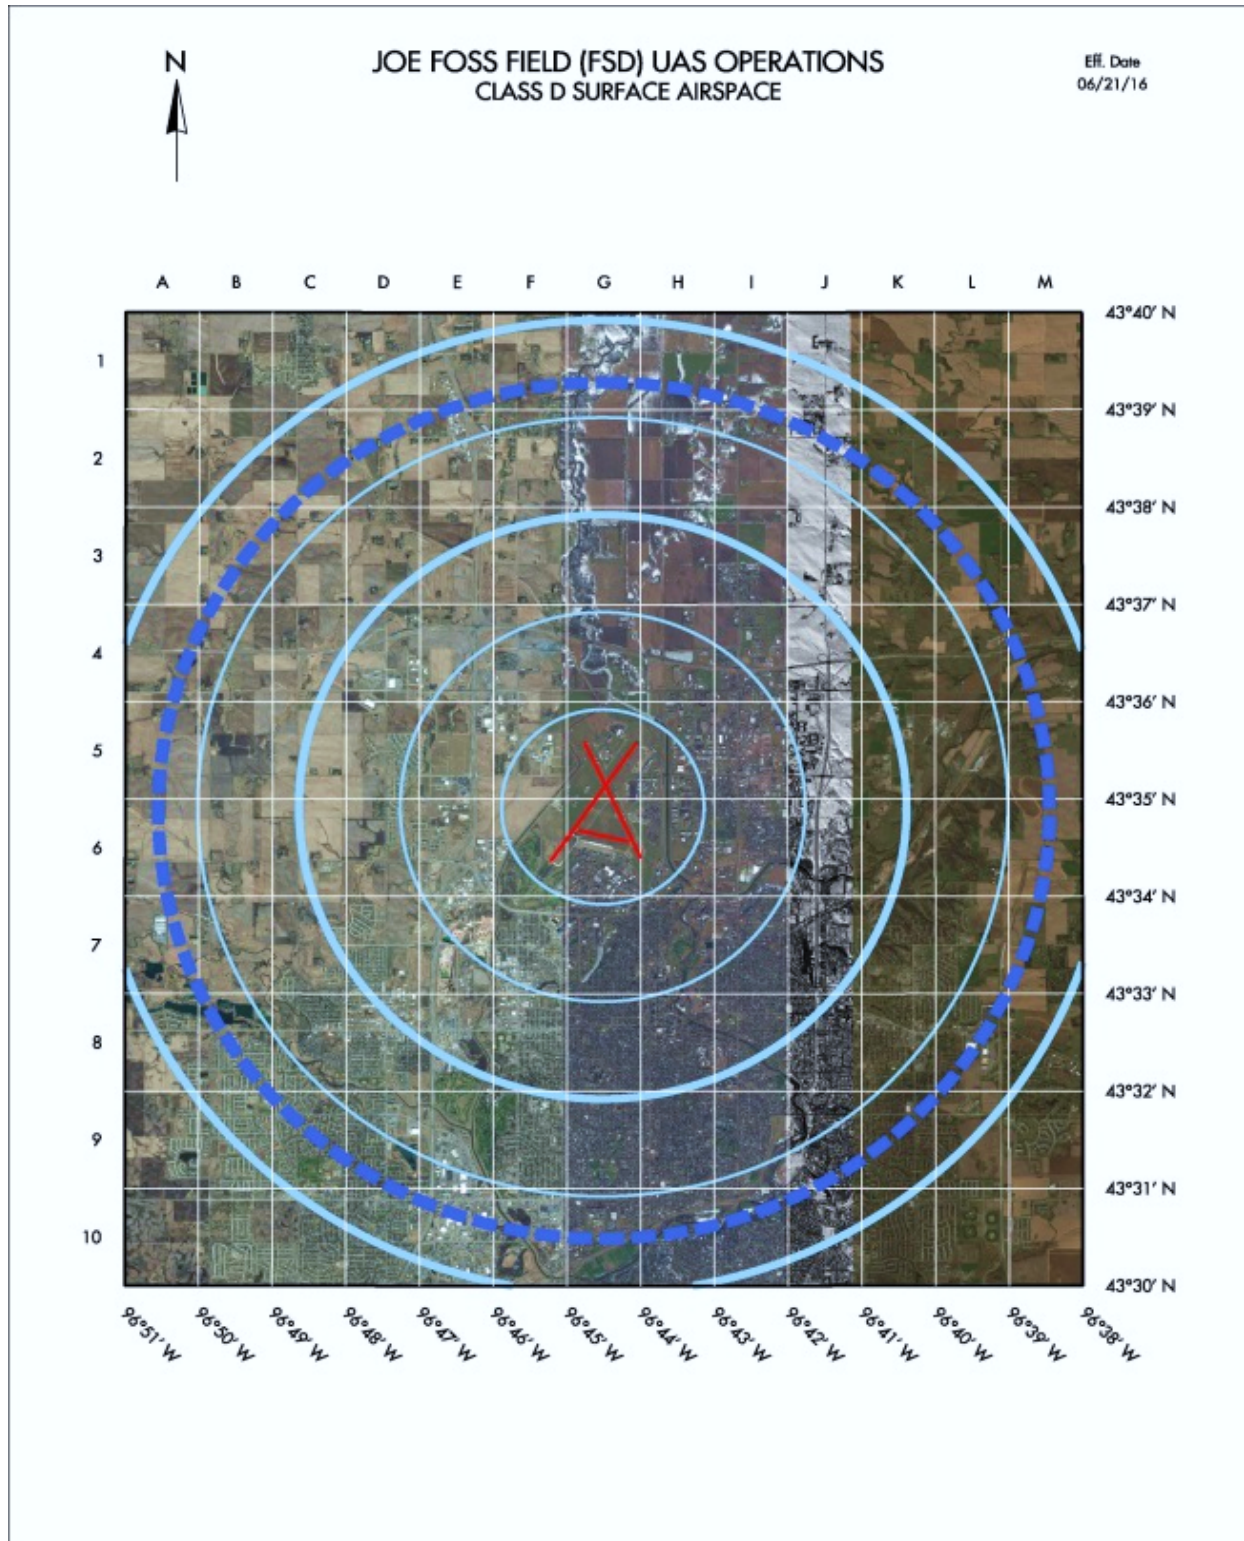 N
JOE FOSS FIELD (FSD) UAS OPERATIONS
CLASS D SURFACE AIRSPACE
Eff. Date
06/21/16
A B C D E F G H I J K L M
43°40' N
1
43°39' N
2
43°38' N
3
43°37' N
4
43°36' N
5
43°35' N
6
43°34' N
7
43°33' N
8
43°32' N
9
43°31' N
10
43°30' N
96°51' W
96°50' W
96°49' W
96°48' W
96°47' W
96°46' W
96°45' W
96°44' W
96°43' W
96°42' W
96°41' W
96°40' W
96°39' W
96°38' W